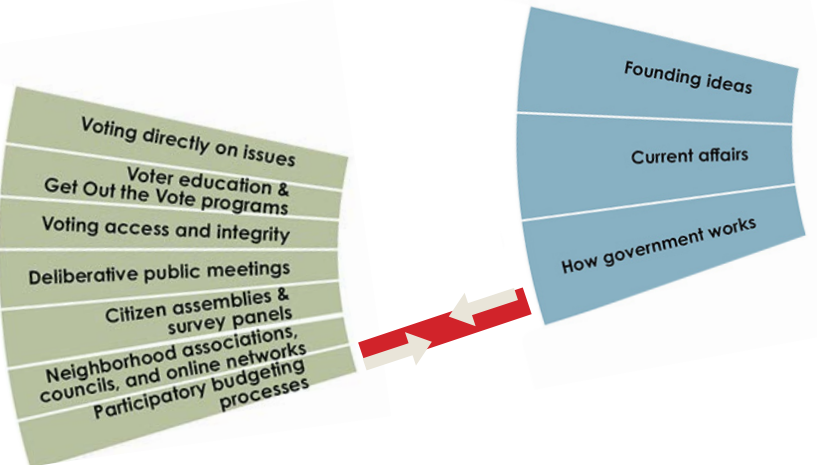 Voting directly on issues
Voter education &
Get Out the Vote programs
Voting access and integrity
Deliberative public meetings
Citizen assemblies &
survey panels
Neighborhood associations,
councils, and online networks
Participatory budgeting
processes
Founding ideas
Current affairs
How government works